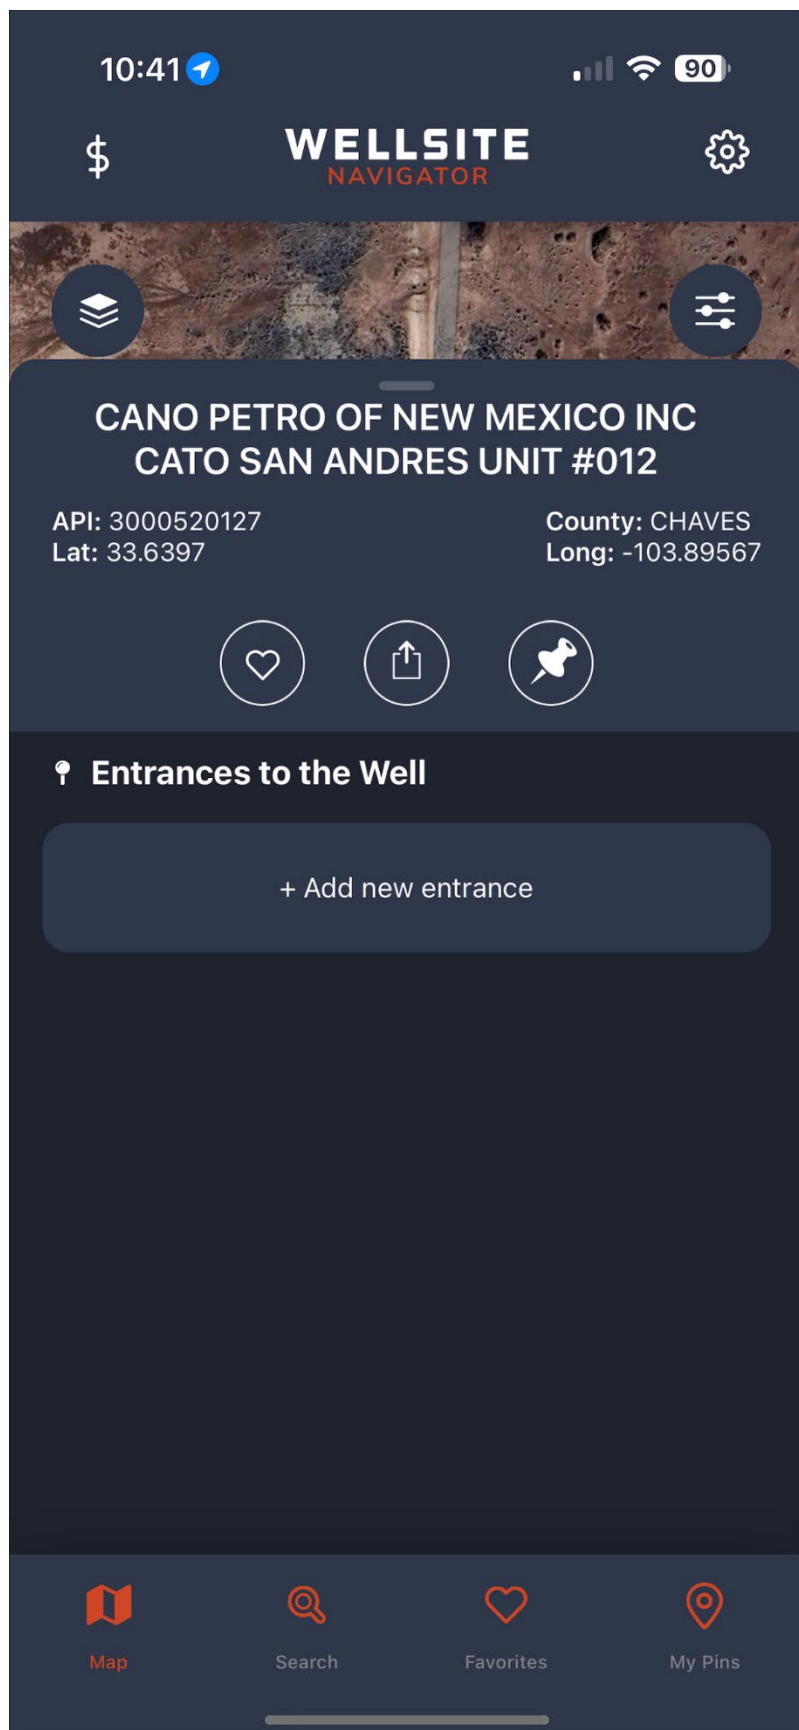 10:41
90
$
WELLSITE
NAVIGATOR
CANO PETRO OF NEW MEXICO INC
CATO SAN ANDRES UNIT #012
API: 3000520127
County: CHAVES
Lat: 33.6397
Long: -103.89567
Entrances to the Well
+ Add new entrance
Map
Search
Favorites
My Pins